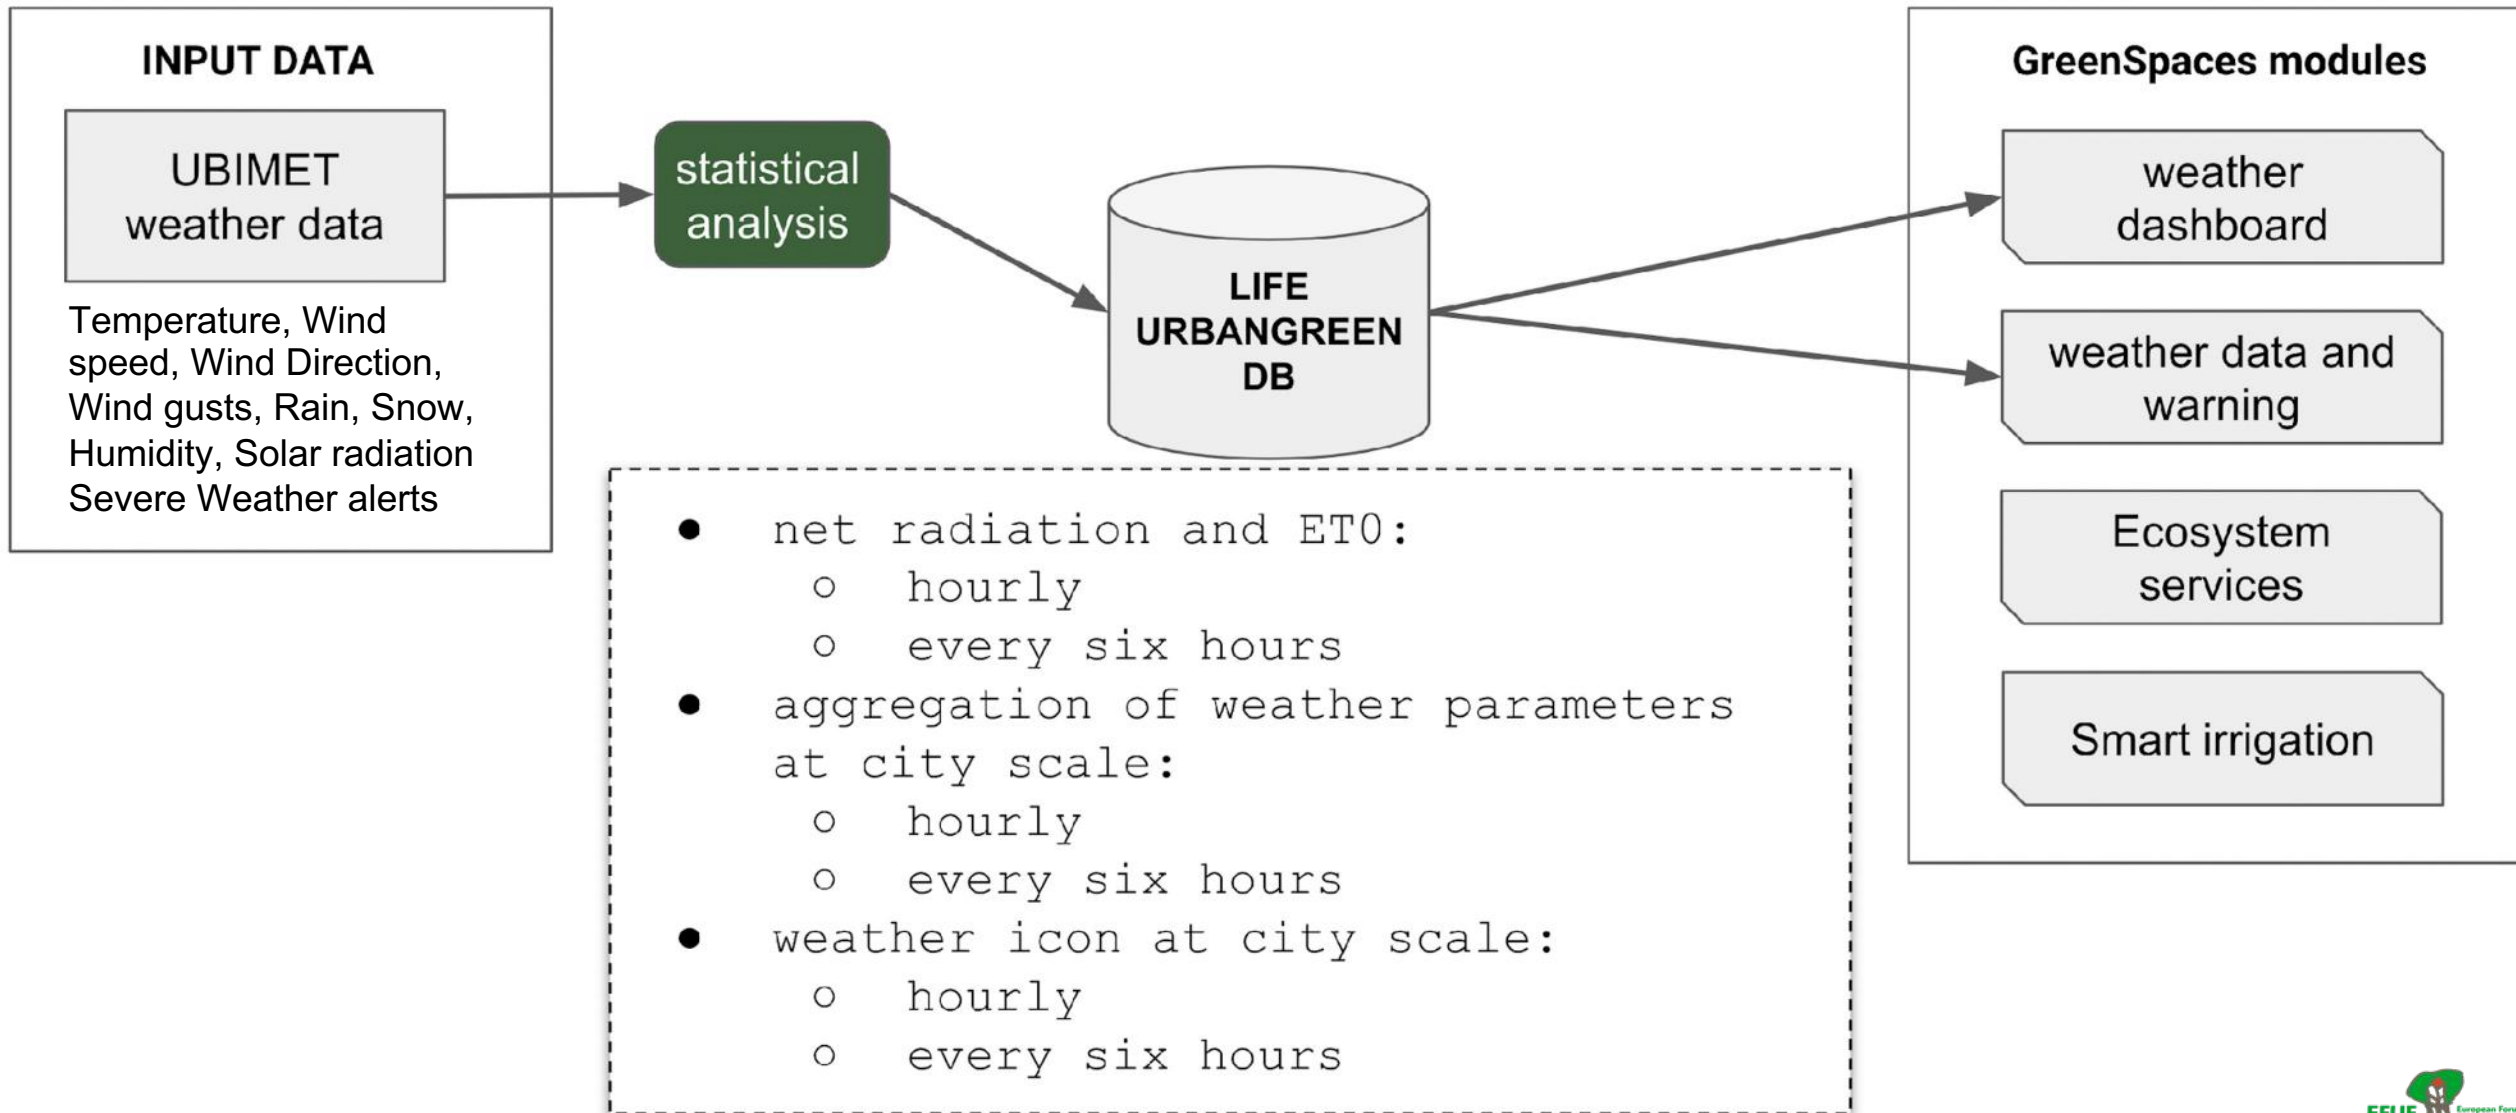 INPUT DATA
UBIMET
weather data
Temperature, Wind
speed, Wind Direction,
Wind gusts, Rain, Snow,
Humidity, Solar radiation
Severe Weather alerts
statistical
analysis
LIFE
URBANGREEN
DB
● net radiation and ET0:
○ hourly
○ every six hours
● aggregation of weather parameters
at city scale:
○ hourly
○ every six hours
● weather icon at city scale:
○ hourly
○ every six hours
GreenSpaces modules
weather
dashboard
weather data and
warning
Ecosystem
services
Smart irrigation
European